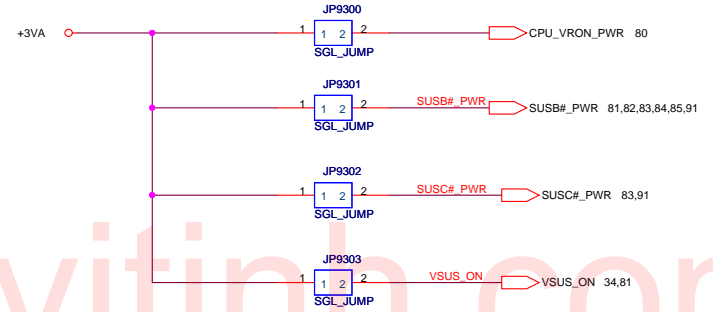 JP9300
+3VA
1 1 2 2
CPU_VRON_PWR 80
SGL_JUMP
JP9301
1 1 2 2
SUSB#_PWR
SUSB#_PWR 81,82,83,84,85,91
SGL_JUMP
JP9302
1 1 2 2
SUSC#_PWR
SUSC#_PWR 83,91
SGL_JUMP
JP9303
1 1 2 2
VSUS_ON
VSUS_ON 34,81
SGL_JUMP
vitinh.com